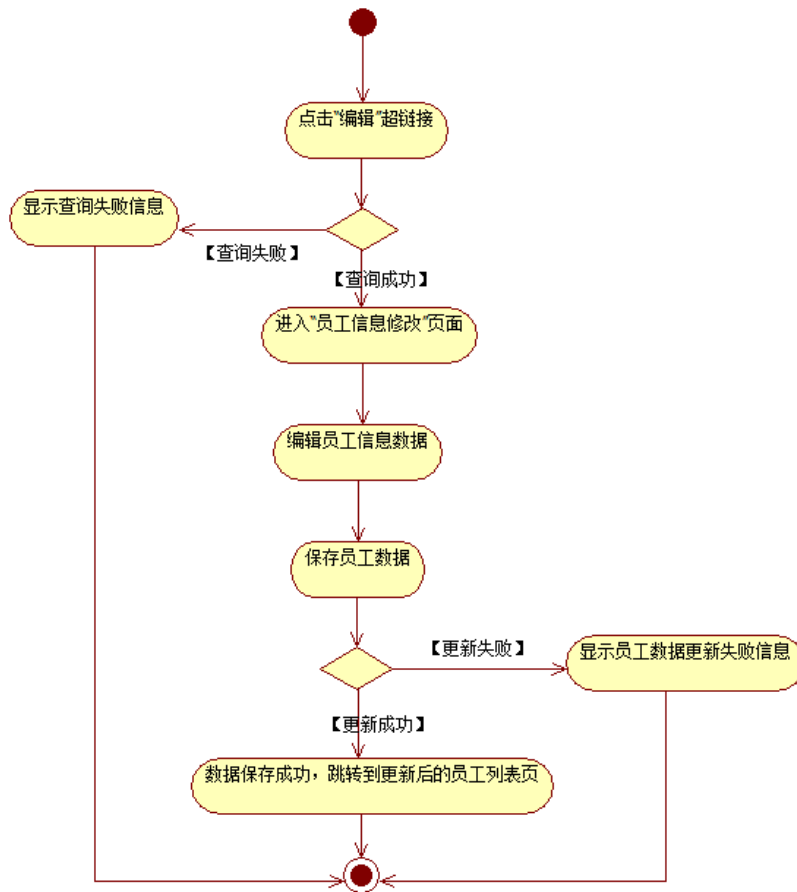 点击"编辑"超链接
显示查询失败信息
【查询失败】
【查询成功】
进入"员工信息修改"页面
编辑员工信息数据
保存员工数据
【更新失败】
显示员工数据更新失败信息
【更新成功】
数据保存成功，跳转到更新后的员工列表页